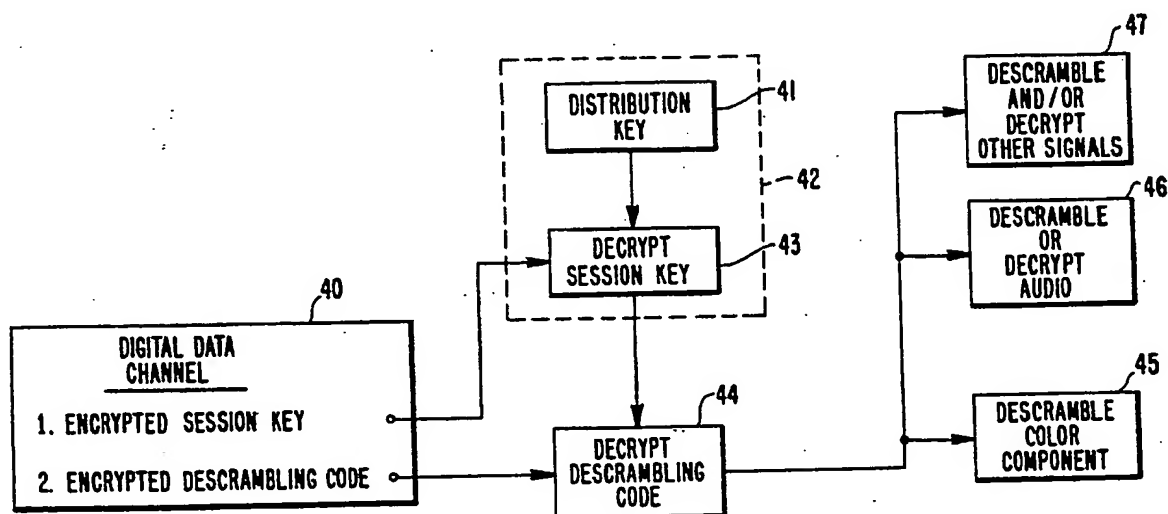 47
DESCRAMBLE
AND/OR
DECRYPT
OTHER SIGNALS
41
DISTRIBUTION
KEY
42
46
DESCRAMBLE
OR
DECRYPT
AUDIO
43
DECRYPT
SESSION KEY
40
DIGITAL DATA
CHANNEL
1. ENCRYPTED SESSION KEY
2. ENCRYPTED DESCRAMBLING CODE
44
DECRYPT
DESCRAMBLING
CODE
45
DESCRAMBLE
COLOR
COMPONENT